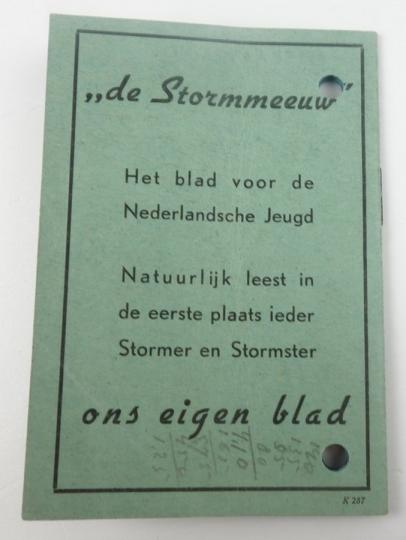 „de Stormmeeuw”
Het blad voor de
Nederlandsche Jeugd
Natuurlijk leest in
de eerste plaats ieder
Stormer en Stormster
ons eigen blad
K 287